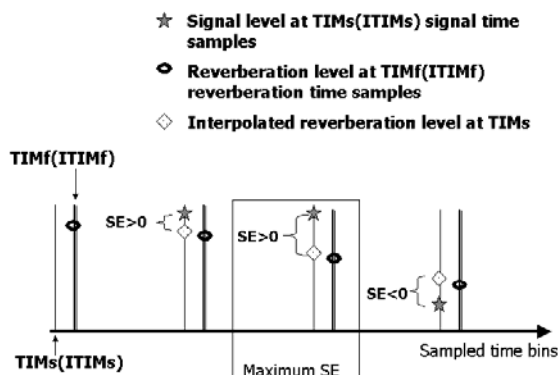 Signal level at TIMs(ITIMs) signal time
samples
Reverberation level at TIMf(ITIMf)
reverberation time samples
Interpolated reverberation level at TIMs
TIMf(ITIMf)
SE>0
SE>0
SE<0
TIMs(ITIMs)
Sampled time bins
Maximum SE